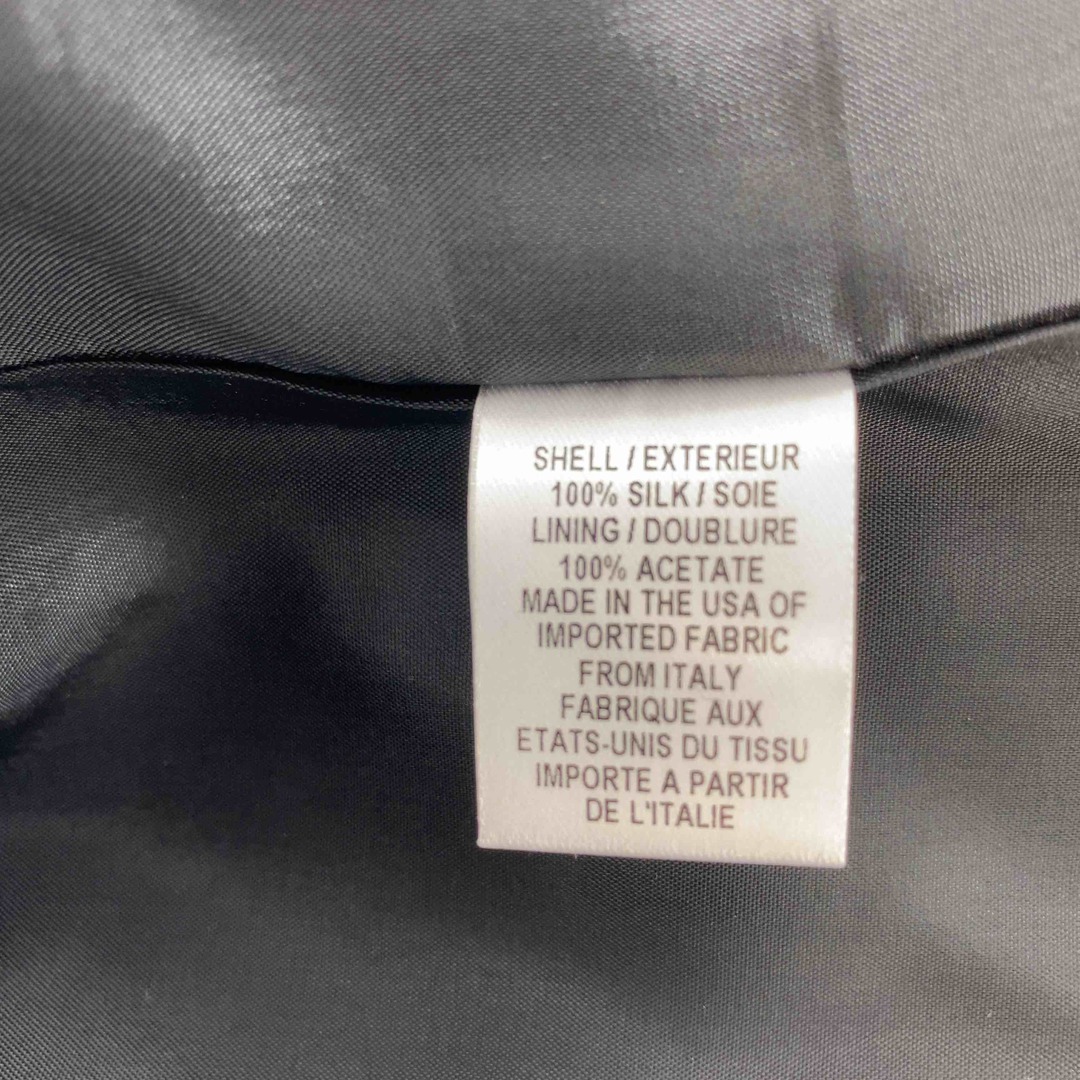 SHELL / EXTERIEUR
100% SILK / SOIE
LINING / DOUBLURE
100% ACETATE
MADE IN THE USA OF
IMPORTED FABRIC
FROM ITALY
FABRIQUE AUX
ETATS-UNIS DU TISSU
IMPORTE A PARTIR
DE L'ITALIE